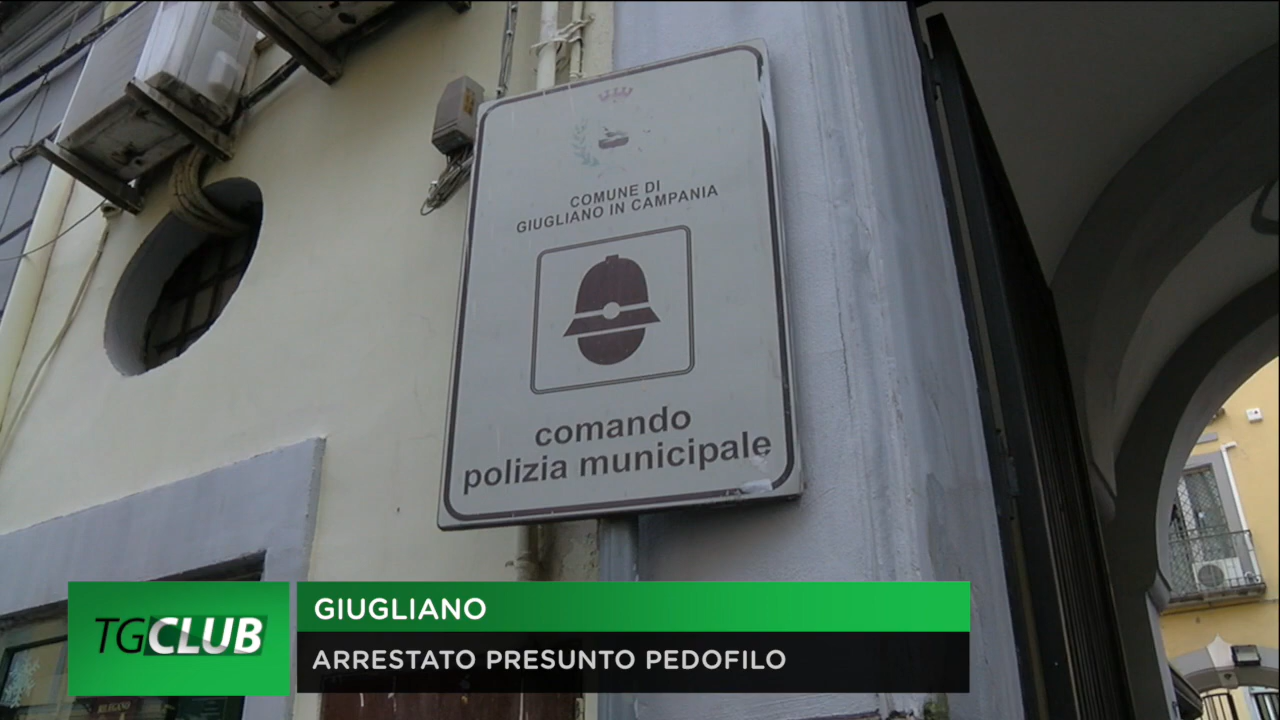 COMUNE DI
GIUGLIANO IN CAMPANIA
comando
polizia municipale
TGCLUB
GIUGLIANO
ARRESTATO PRESUNTO PEDOFILO